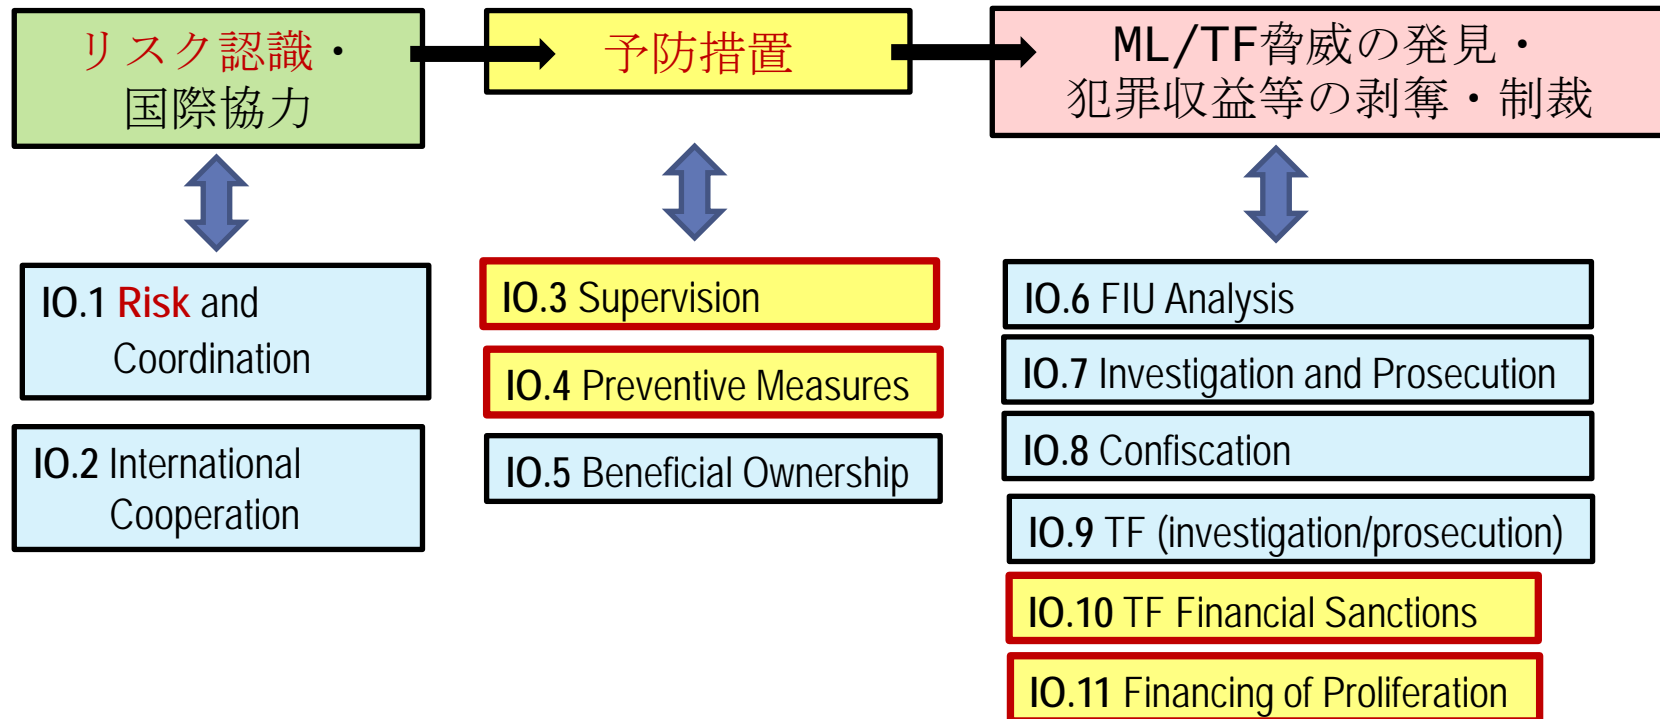 リスク認識・
国際協力
予防措置
ML/TF脅威の発見・
犯罪収益等の剥奪・制裁
IO.1 Risk and
Coordination
IO.2 International
Cooperation
IO.3 Supervision
IO.4 Preventive Measures
IO.5 Beneficial Ownership
IO.6 FIU Analysis
IO.7 Investigation and Prosecution
IO.8 Confiscation
IO.9 TF (investigation/prosecution)
IO.10 TF Financial Sanctions
IO.11 Financing of Proliferation